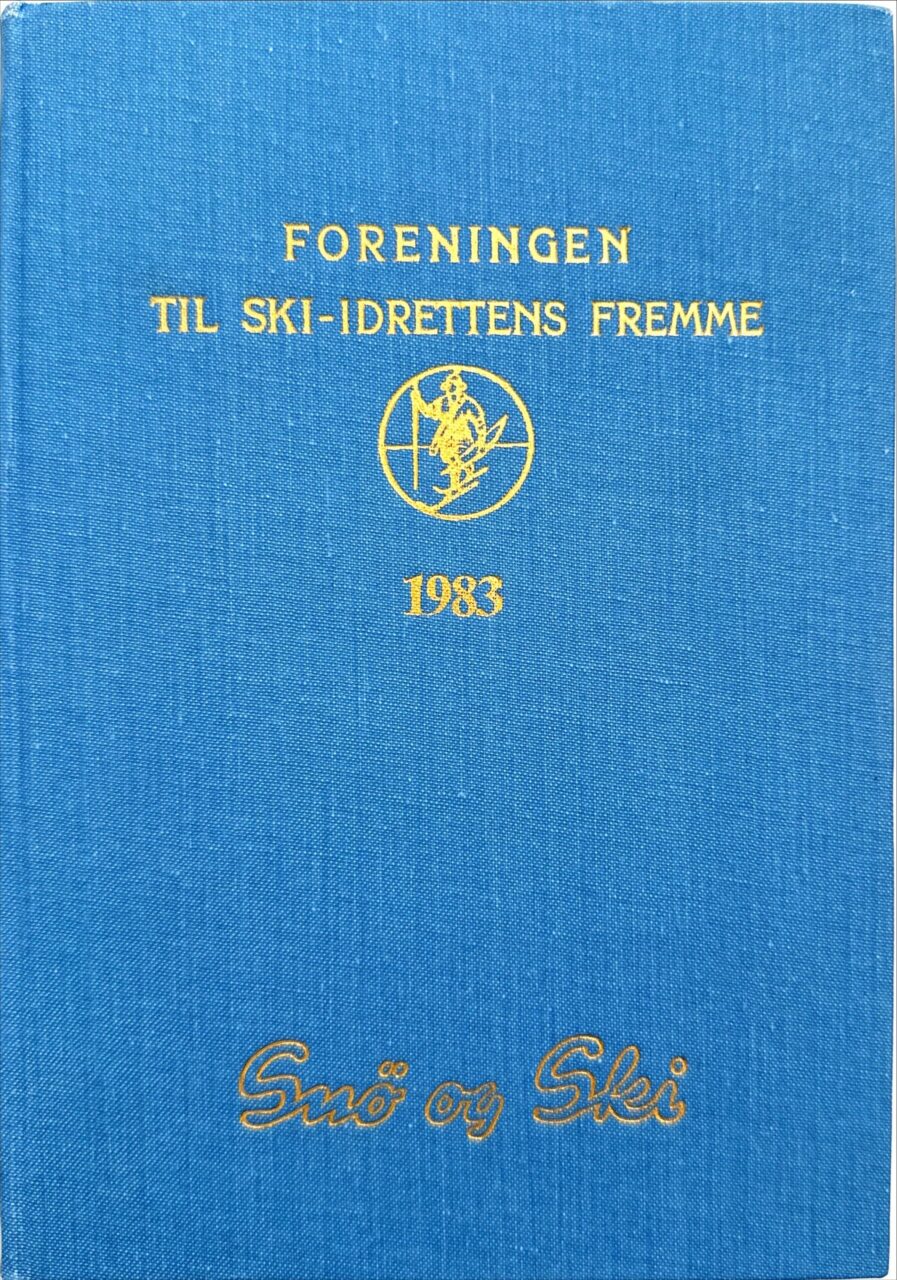 FORENINGEN
TIL SKI-IDRETTENS FREMME
1983
Snö og Ski